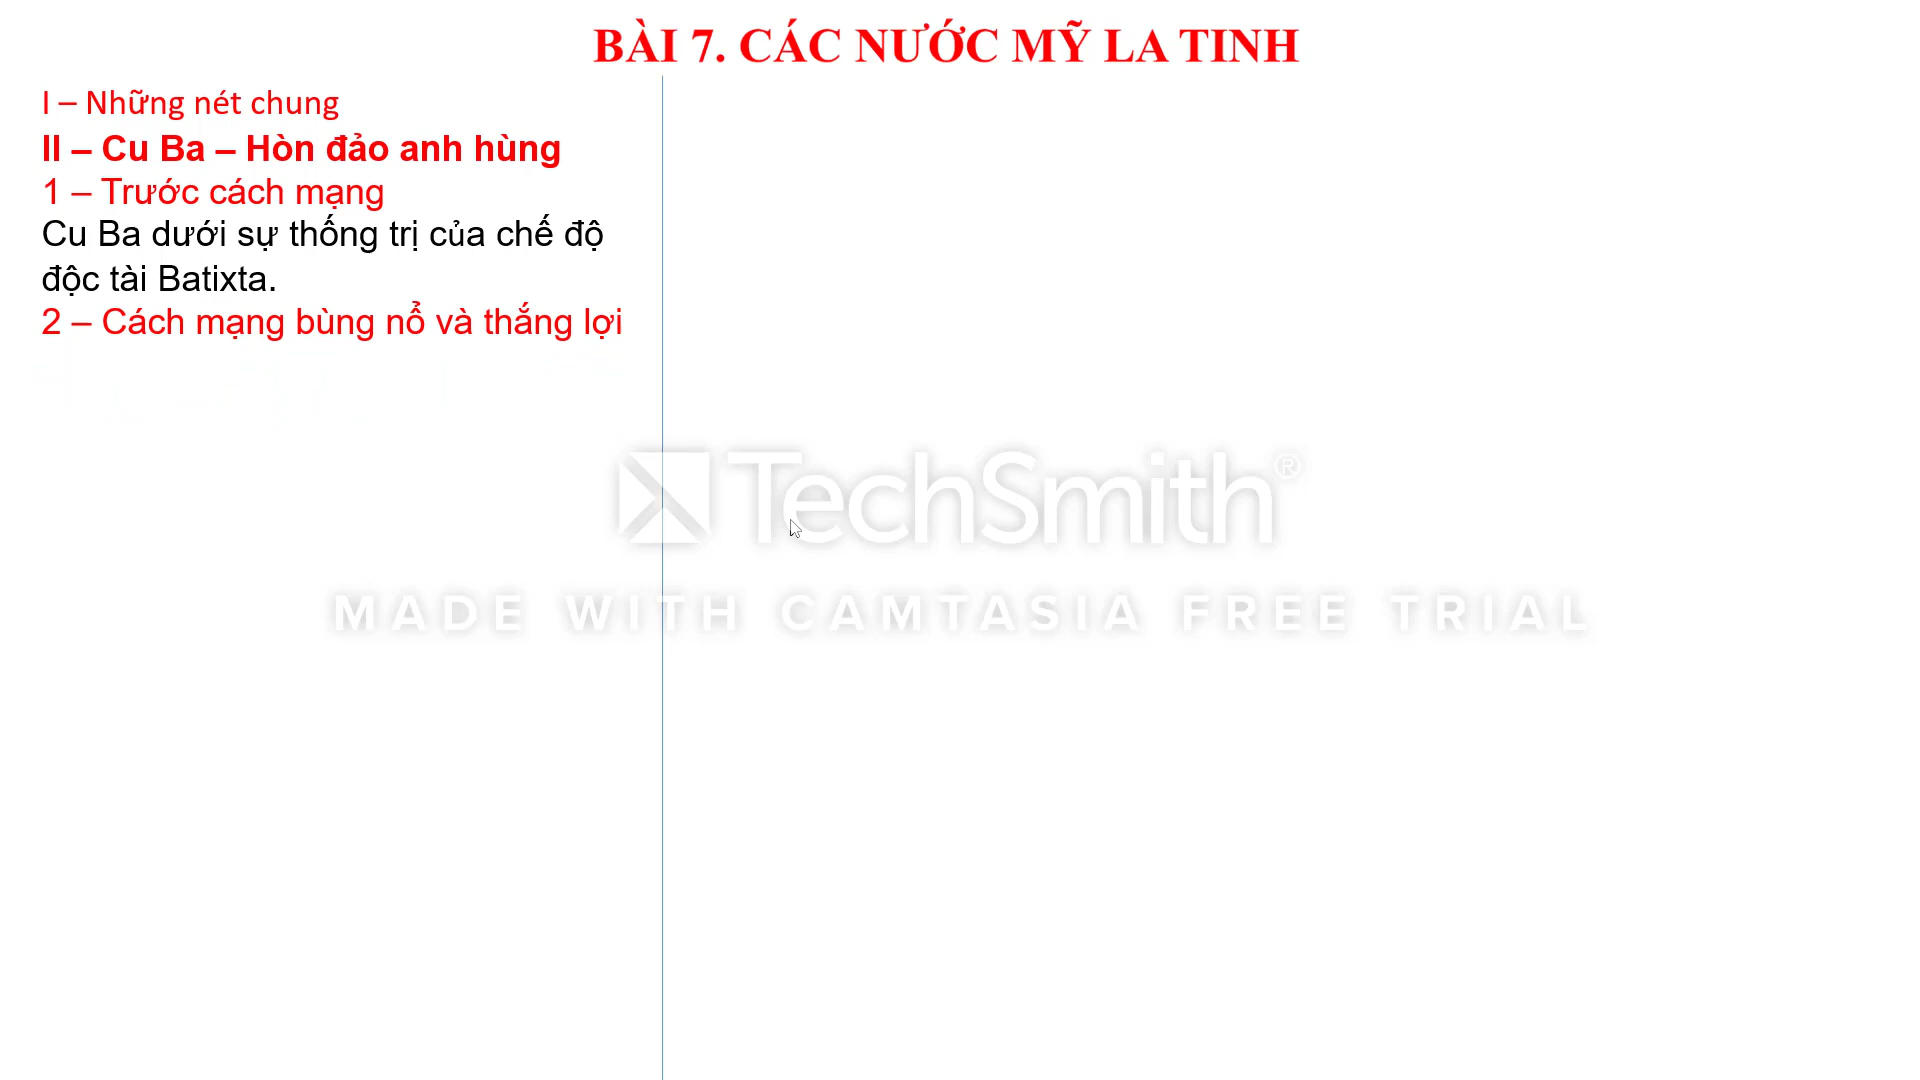 BÀI 7. CÁC NƯỚC MỸ LA TINH
I – Những nét chung
II – Cu Ba – Hòn đảo anh hùng
1 – Trước cách mạng
Cu Ba dưới sự thống trị của chế độ
độc tài Batixta.
2 – Cách mạng bùng nổ và thắng lợi
TechSmith®
MADE WITH CAMTASIA FREE TRIAL